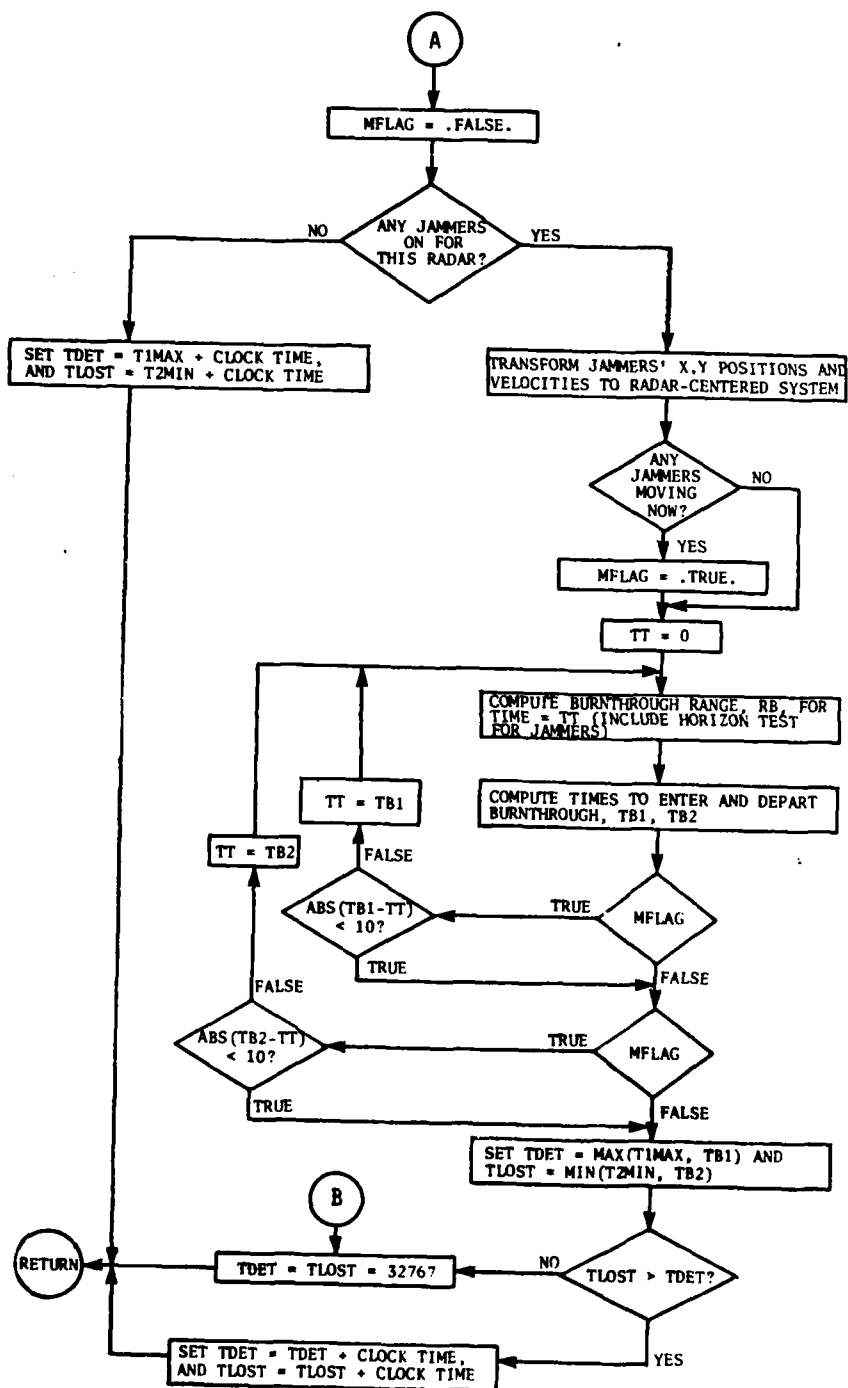 A
MFLAG = .FALSE.
ANY JAMMERS
ON FOR
THIS RADAR?
NO
YES
SET TDET = T1MAX + CLOCK TIME,
AND TLOST = T2MIN + CLOCK TIME
TRANSFORM JAMMERS' X,Y POSITIONS AND
VELOCITIES TO RADAR-CENTERED SYSTEM
ANY
JAMMERS
MOVING
NOW?
NO
YES
MFLAG = .TRUE.
TT = 0
COMPUTE BURNTHROUGH RANGE, RB, FOR
TIME = TT (INCLUDE HORIZON TEST
FOR JAMMERS)
TT = TB1
COMPUTE TIMES TO ENTER AND DEPART
BURNTHROUGH, TB1, TB2
TT = TB2
FALSE
ABS(TB1-TT)
< 10?
TRUE
MFLAG
TRUE
FALSE
FALSE
ABS(TB2-TT)
< 10?
TRUE
MFLAG
TRUE
FALSE
SET TDET = MAX(T1MAX, TB1) AND
TLOST = MIN(T2MIN, TB2)
B
RETURN
TDET = TLOST = 32767
NO
TLOST > TDET?
YES
SET TDET = TDET + CLOCK TIME,
AND TLOST = TLOST + CLOCK TIME